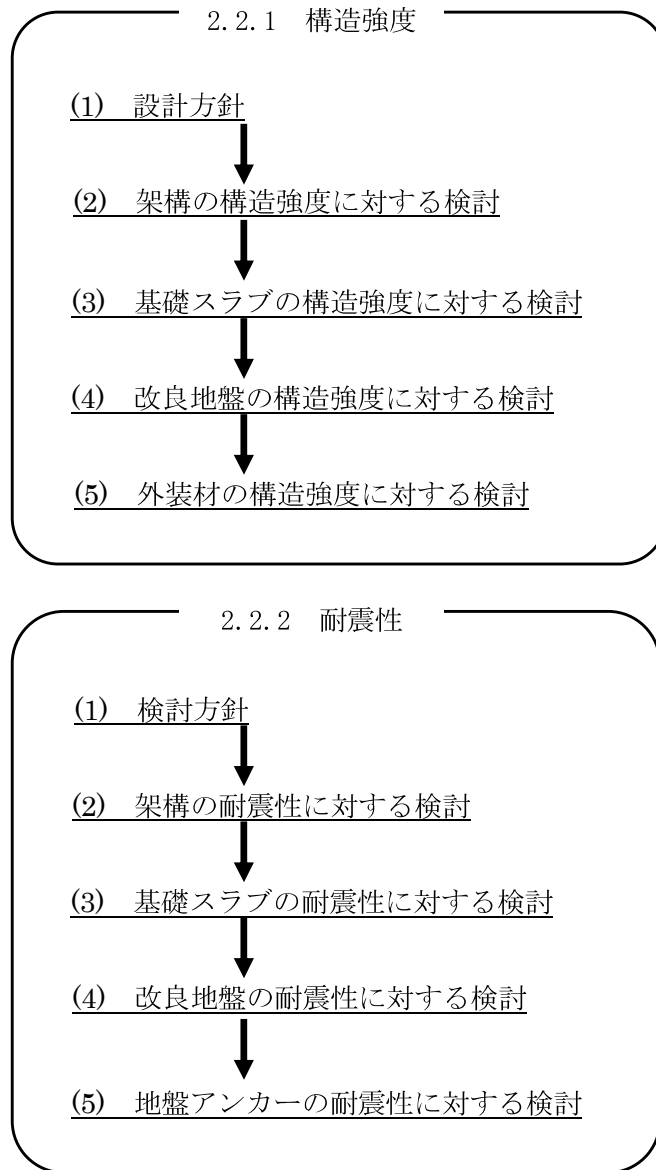 2.2.1 構造強度
(1) 設計方針
(2) 架構の構造強度に対する検討
(3) 基礎スラブの構造強度に対する検討
(4) 改良地盤の構造強度に対する検討
(5) 外装材の構造強度に対する検討
2.2.2 耐震性
(1) 検討方針
(2) 架構の耐震性に対する検討
(3) 基礎スラブの耐震性に対する検討
(4) 改良地盤の耐震性に対する検討
(5) 地盤アンカーの耐震性に対する検討